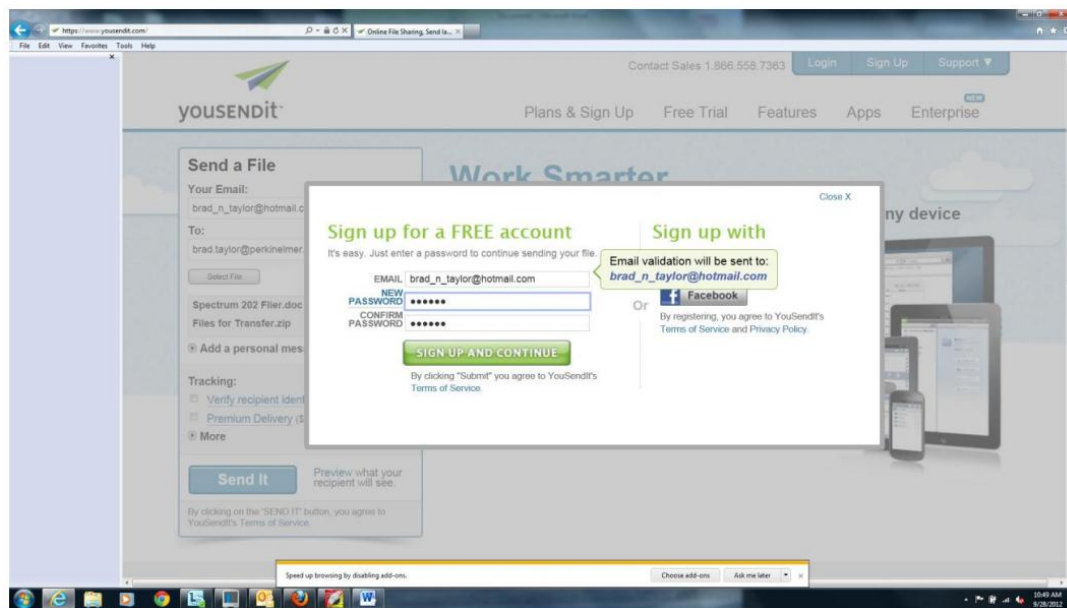 https://www.yousendit.com/
Online File Sharing, Send la...
File Edit View Favorites Tools Help
Contact Sales 1.866.558.7363
Login Sign Up Support ▼
yousendit
Plans & Sign Up Free Trial Features Apps Enterprise
NEW
Send a File
Your Email:
brad_n_taylor@hotmail.c
To:
brad.taylor@perkinelmer.
Select File
Spectrum 202 Flier.doc
Files for Transfer.zip
Add a personal mes
Tracking:
Verify recipient ident
Premium Delivery ($
More
Send It
Preview what your
recipient will see.
By clicking on the "SEND IT" button, you agree to
YouSendIt's Terms of Service.
Work Smarter
ny device
Close X
Sign up for a FREE account
It's easy. Just enter a password to continue sending your file.
EMAIL brad_n_taylor@hotmail.com
NEW
PASSWORD ••••••
CONFIRM
PASSWORD ••••••
SIGN UP AND CONTINUE
By clicking "Submit" you agree to YouSendIt's
Terms of Service.
Or
Sign up with
Email validation will be sent to:
brad_n_taylor@hotmail.com
Facebook
By registering, you agree to YouSendIt's
Terms of Service and Privacy Policy.
Speed up browsing by disabling add-ons.
Choose add-ons Ask me later
10:49 AM
9/28/2012